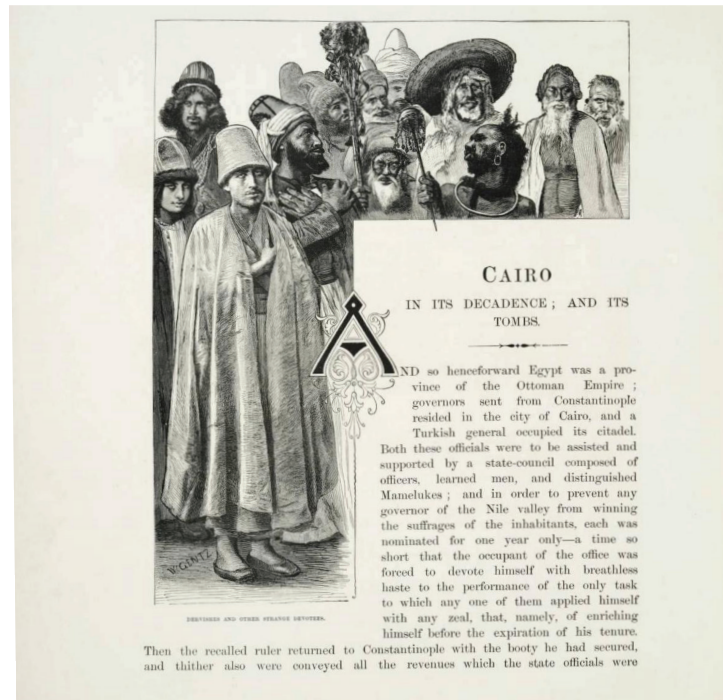 CAIRO
IN ITS DECADENCE; AND ITS
TOMBS.
AND so henceforward Egypt was a pro-
vince of the Ottoman Empire;
governors sent from Constantinople
resided in the city of Cairo, and a
Turkish general occupied its citadel.
Both these officials were to be assisted and
supported by a state-council composed of
officers, learned men, and distinguished
Mamelukes; and in order to prevent any
governor of the Nile valley from winning
the suffrages of the inhabitants, each was
nominated for one year only—a time so
short that the occupant of the office was
forced to devote himself with breathless
haste to the performance of the only task
to which any one of them applied himself
with any zeal, that, namely, of enriching
himself before the expiration of his tenure.
Then the recalled ruler returned to Constantinople with the booty he had secured,
and thither also were conveyed all the revenues which the state officials were
W. GENTZ
DERVISHES AND OTHER STRANGE DEVOTEES.